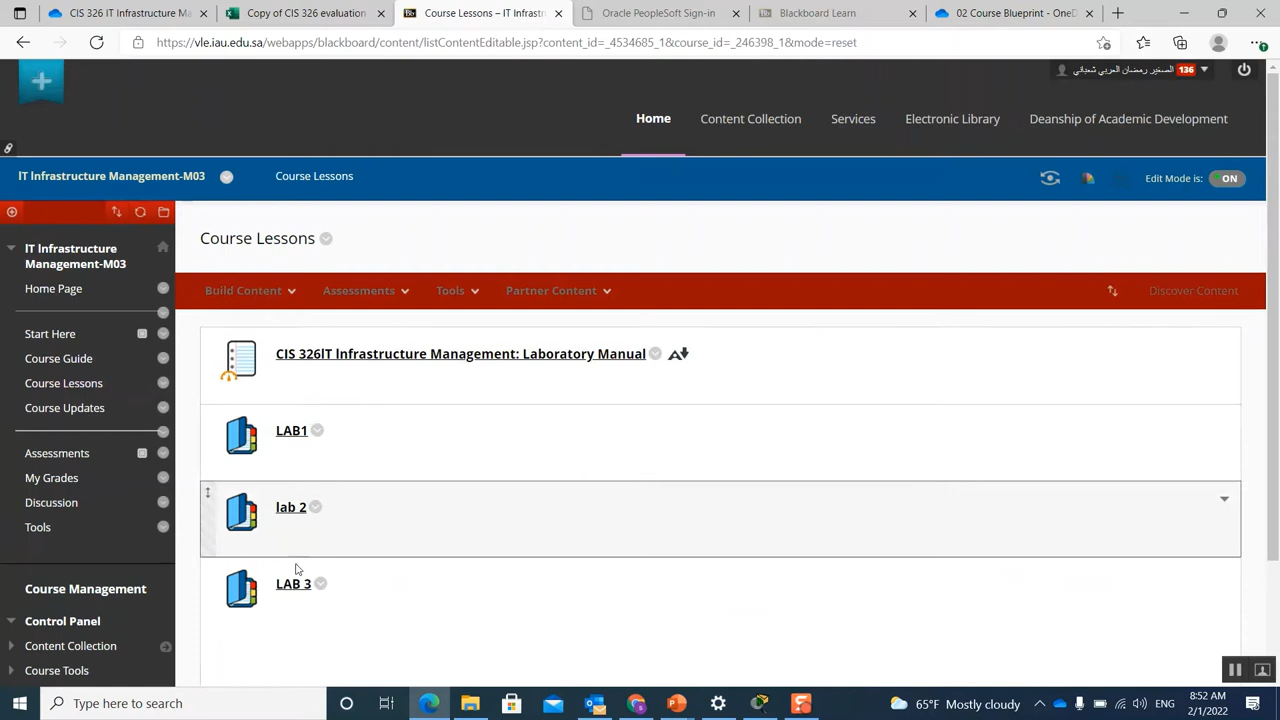 CIS 326 IT Infrastructure Ma
Copy of CIS 326 evaluation
Course Lessons – IT Infrastr
Oracle PeopleSoft Sign-in
Blackboard Learn
02 Course Blueprint - OneD
https://vle.iau.edu.sa/webapps/blackboard/content/listContentEditable.jsp?content_id=_4534685_1&course_id=_246398_1&mode=reset
الصغير رمضان العربي شعباني 136
Home Content Collection Services Electronic Library Deanship of Academic Development
IT Infrastructure Management-M03
Course Lessons
Edit Mode is: ON
IT Infrastructure
Management-M03
Home Page
Start Here
Course Guide
Course Lessons
Course Updates
Assessments
My Grades
Discussion
Tools
Course Management
Control Panel
Content Collection
Course Tools
Course Lessons
Build Content Assessments Tools Partner Content Discover Content
CIS 326IT Infrastructure Management: Laboratory Manual
LAB1
lab 2
LAB 3
Type here to search
65°F Mostly cloudy
ENG
8:52 AM
2/1/2022